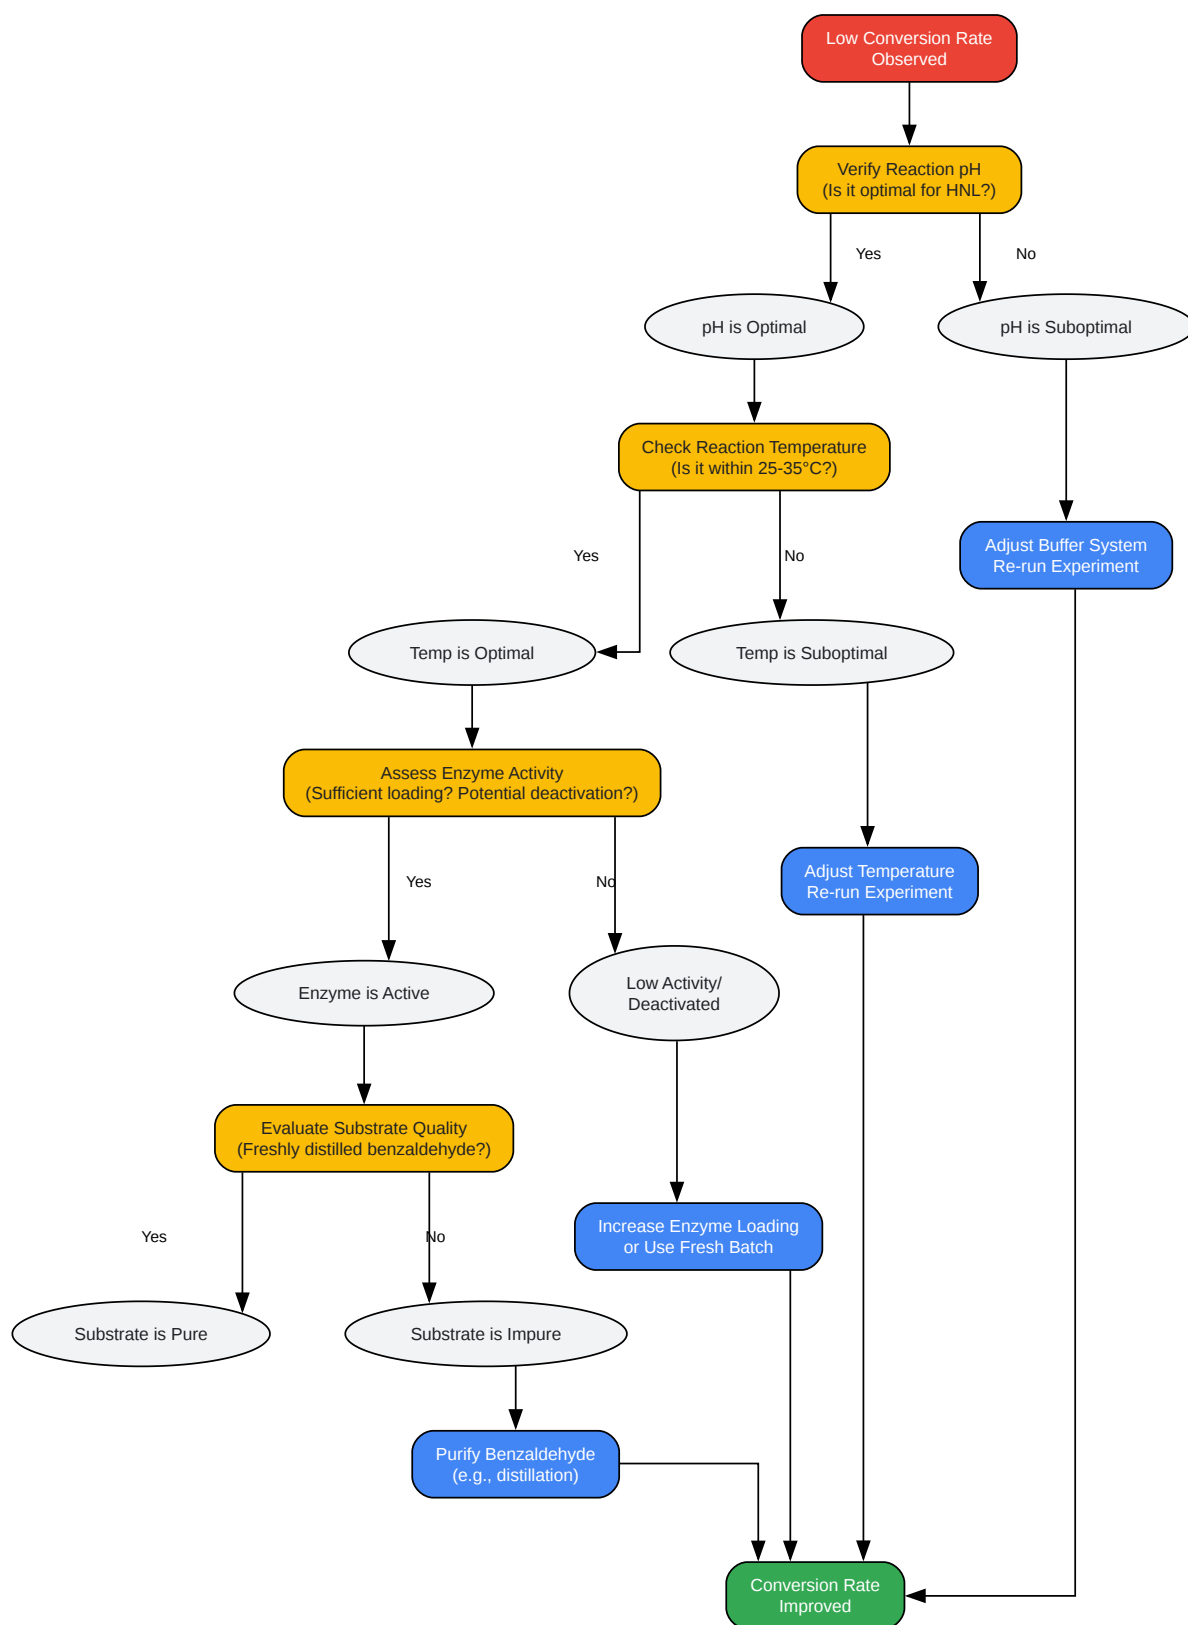 Low Conversion Rate
Observed
Verify Reaction pH
(Is it optimal for HNL?)
Yes
No
pH is Optimal
pH is Suboptimal
Check Reaction Temperature
(Is it within 25-35°C?)
Yes
No
Adjust Buffer System
Re-run Experiment
Temp is Optimal
Temp is Suboptimal
Assess Enzyme Activity
(Sufficient loading? Potential deactivation?)
Yes
No
Adjust Temperature
Re-run Experiment
Enzyme is Active
Low Activity/
Deactivated
Evaluate Substrate Quality
(Freshly distilled benzaldehyde?)
Yes
No
Increase Enzyme Loading
or Use Fresh Batch
Substrate is Pure
Substrate is Impure
Purify Benzaldehyde
(e.g., distillation)
Conversion Rate
Improved